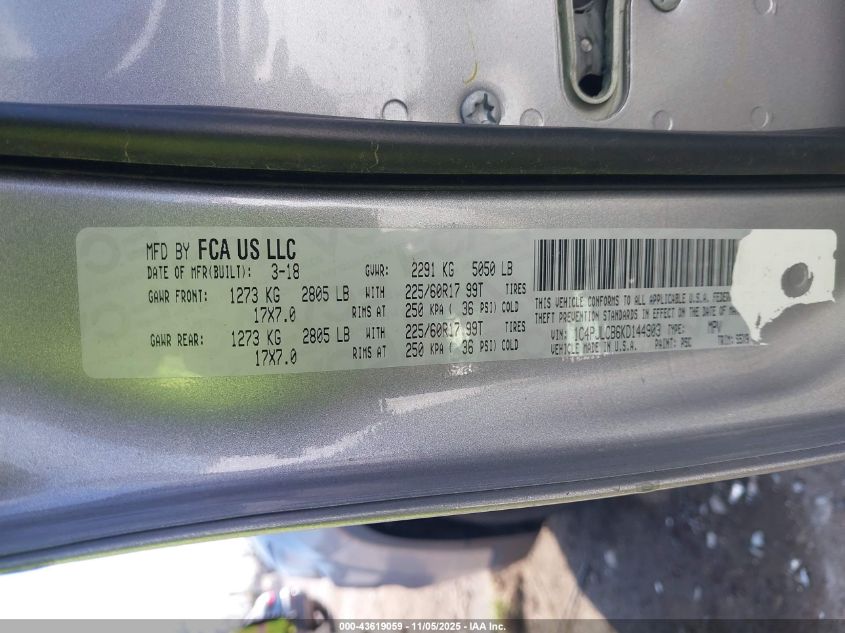 MFD BY FCA US LLC
DATE OF MFR(BUILT): 3-18 GVWR: 2291 KG 5050 LB
GAWR FRONT: 1273 KG 2805 LB WITH 225/60R17 99T TIRES
17X7.0 RIMS AT 250 KPA ( 36 PSI) COLD
GAWR REAR: 1273 KG 2805 LB WITH 225/60R17 99T TIRES
17X7.0 RIMS AT 250 KPA ( 36 PSI) COLD
THIS VEHICLE CONFORMS TO ALL APPLICABLE U.S.A. FEDER
THEFT PREVENTION STANDARDS IN EFFECT ON THE DATE OF MA
VIN: 1C4PJLCB6KD144903 TYPE: MPV
VEHICLE MADE IN U.S.A. PAINT: PSC TRIM:
000-43619059 - 11/05/2025 - IAA Inc.